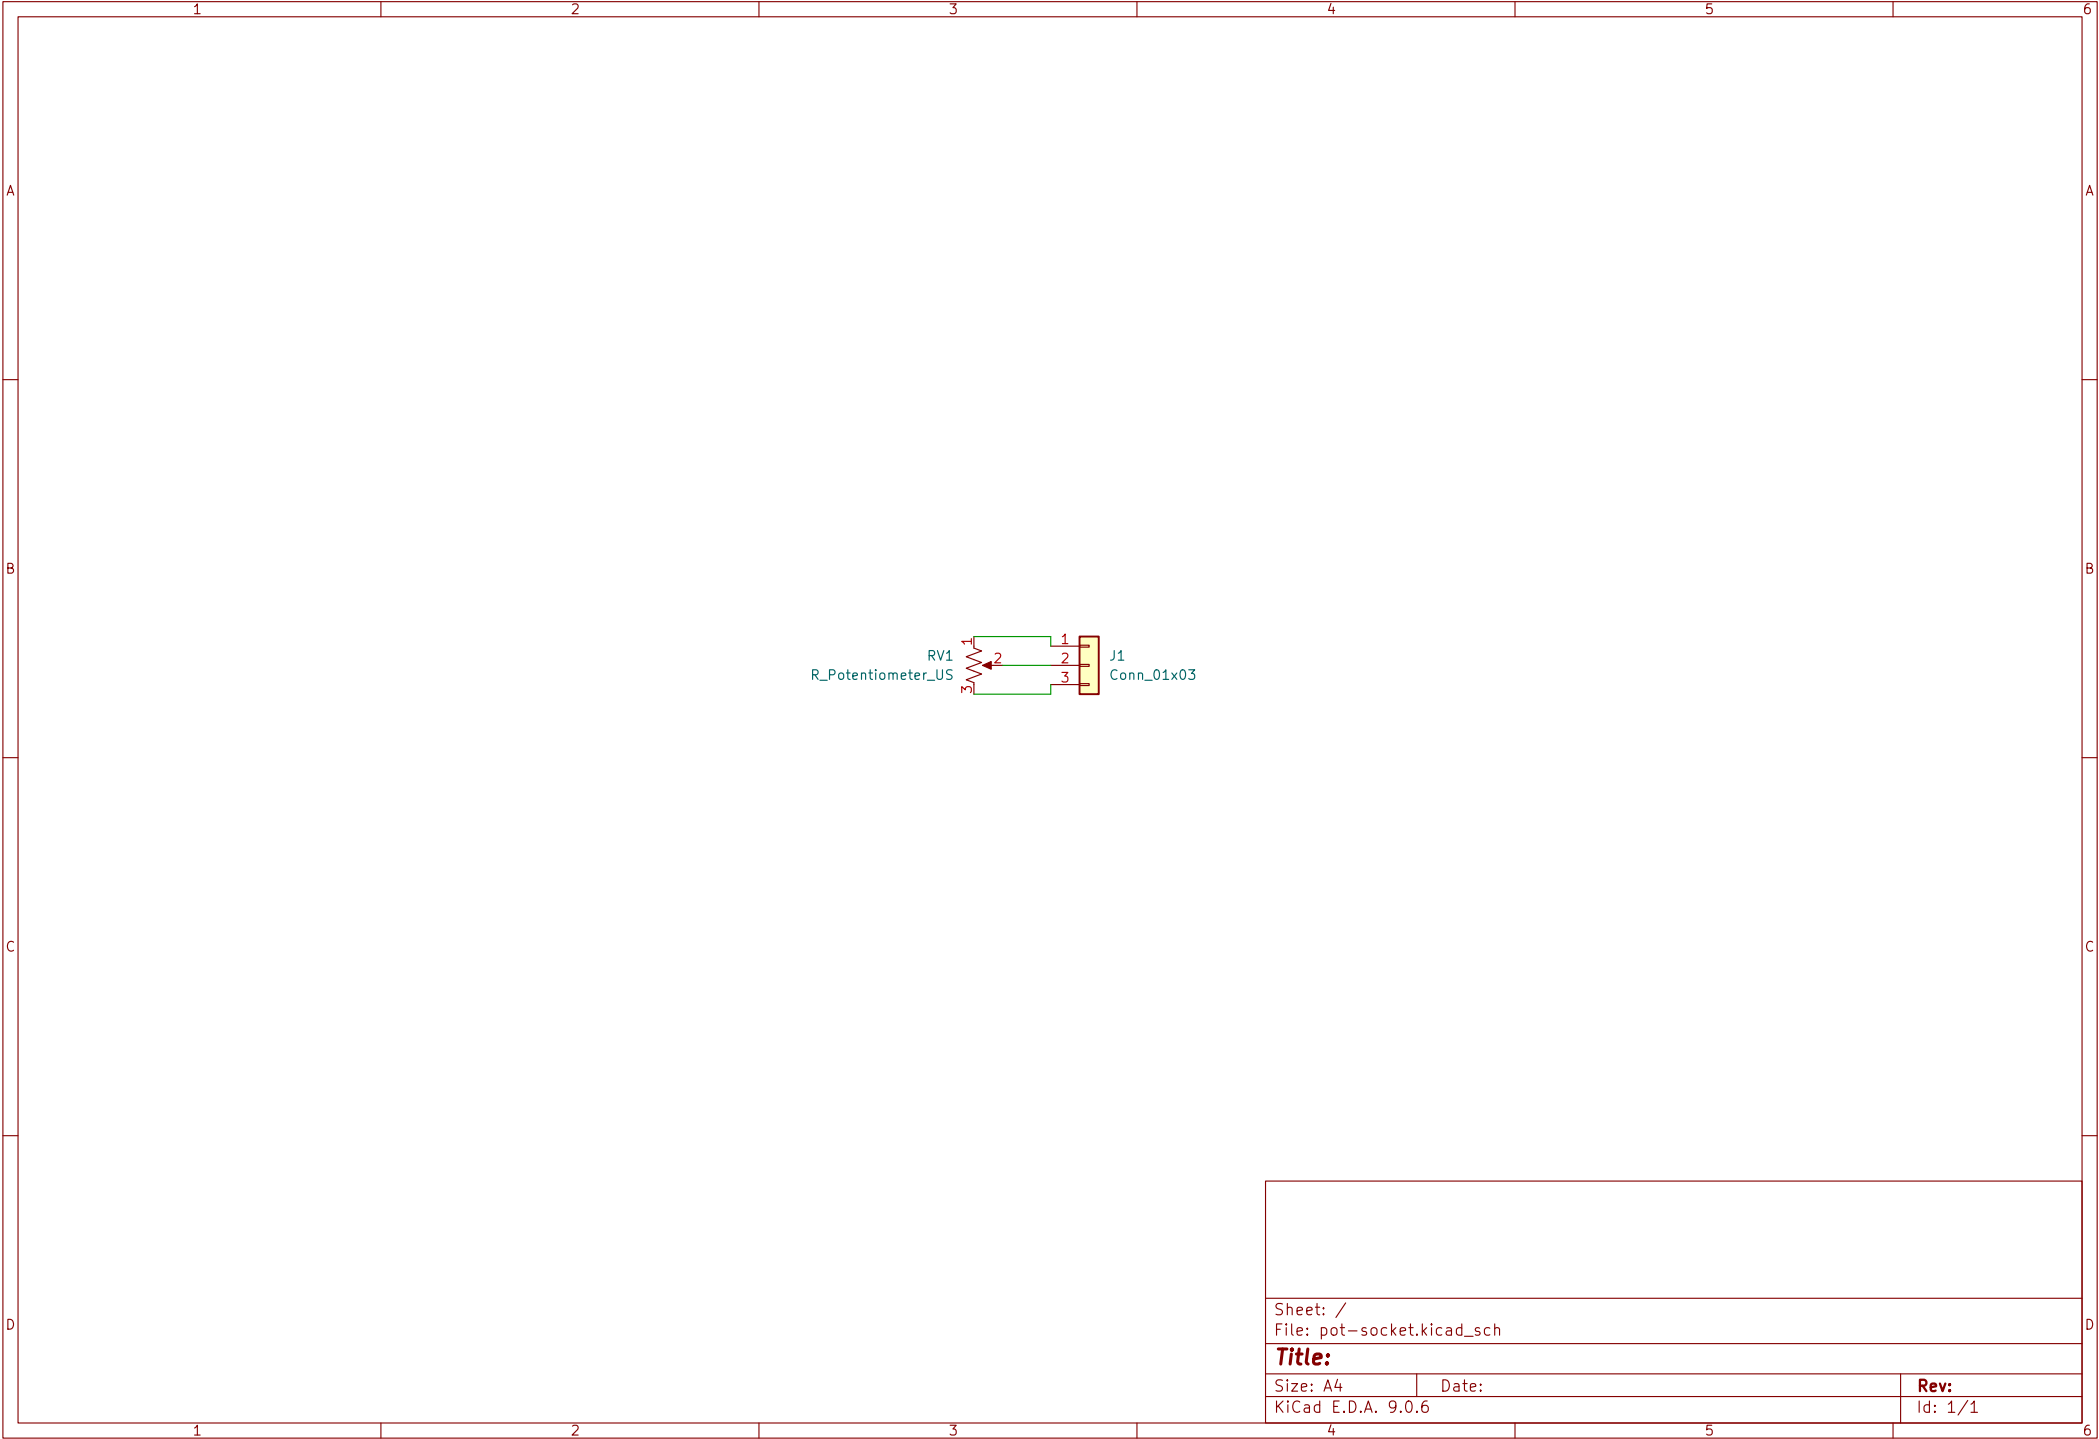 1 2 3 4 5 6
A A
1 1
RV1 2 2 J1
R_Potentiometer_US 3 3 Conn_01x03
B B
C C
Sheet: /
File: pot-socket.kicad_sch
D D
Title:
Size: A4 Date: Rev:
KiCad E.D.A. 9.0.6 Id: 1/1
1 2 3 4 5 6